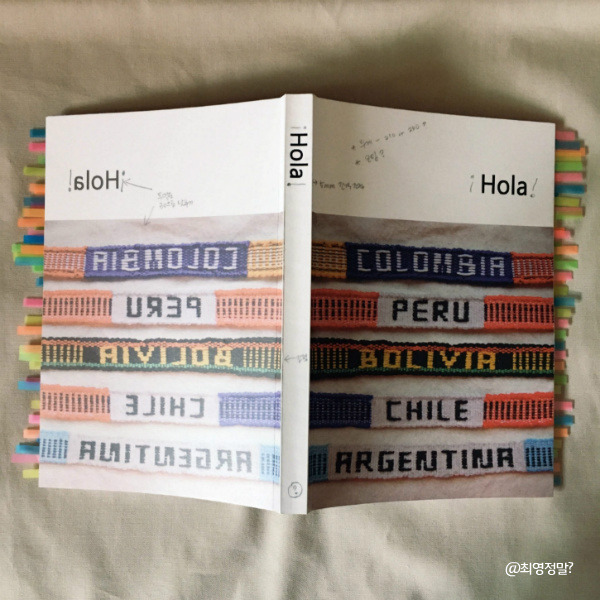 ¡Hola!
COLOMBIA
PERU
BOLIVIA
CHILE
ARGENTINA
¡Hola!
¡Hola!
COLOMBIA
PERU
BOLIVIA
CHILE
ARGENTINA
@최영정말?